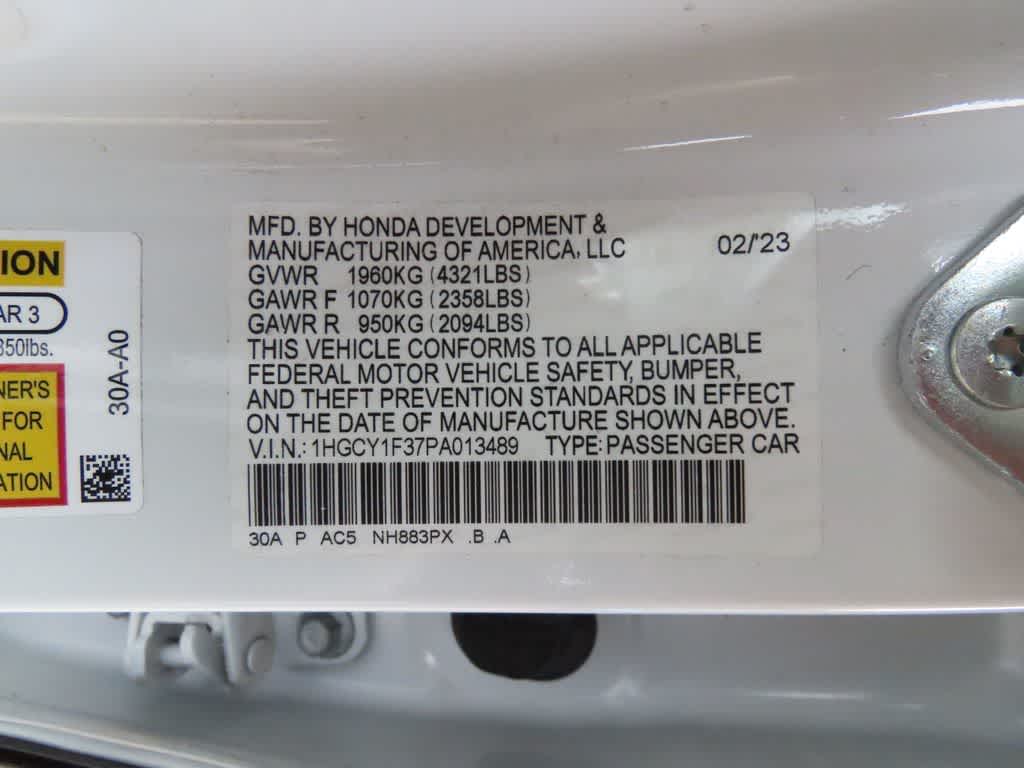 MFD. BY HONDA DEVELOPMENT &
MANUFACTURING OF AMERICA, LLC 02/'23
GVWR 1960KG (4321LBS)
GAWR F 1070KG (2358LBS)
GAWR R 950KG (2094LBS)
THIS VEHICLE CONFORMS TO ALL APPLICABLE
FEDERAL MOTOR VEHICLE SAFETY, BUMPER,
AND THEFT PREVENTION STANDARDS IN EFFECT
ON THE DATE OF MANUFACTURE SHOWN ABOVE.
V.I.N.: 1HGCY1F37PA013489 TYPE: PASSENGER CAR
30A P AC5 NH883PX .B .A
ION
AR 3
350lbs.
NER'S
FOR
NAL
ATION
30A-A0